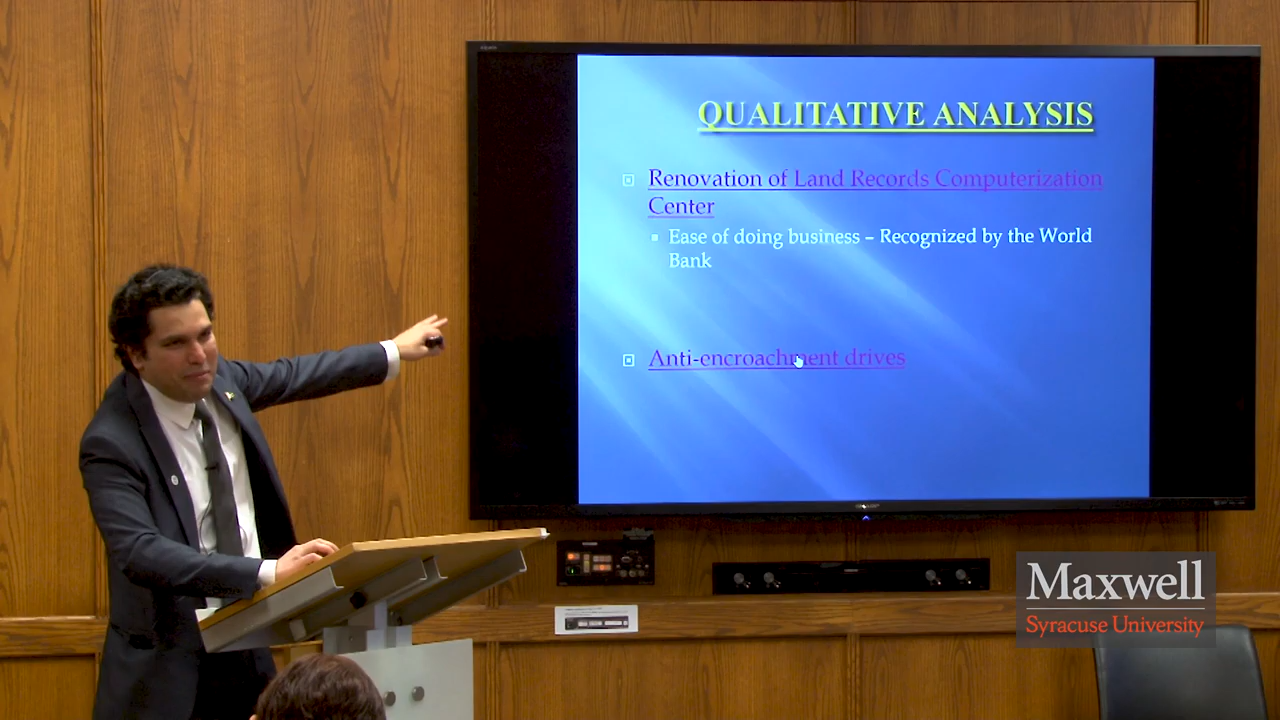 QUALITATIVE ANALYSIS
Renovation of Land Records Computerization
Center
Ease of doing business – Recognized by the World
Bank
Anti-encroachment drives
Maxwell
Syracuse University